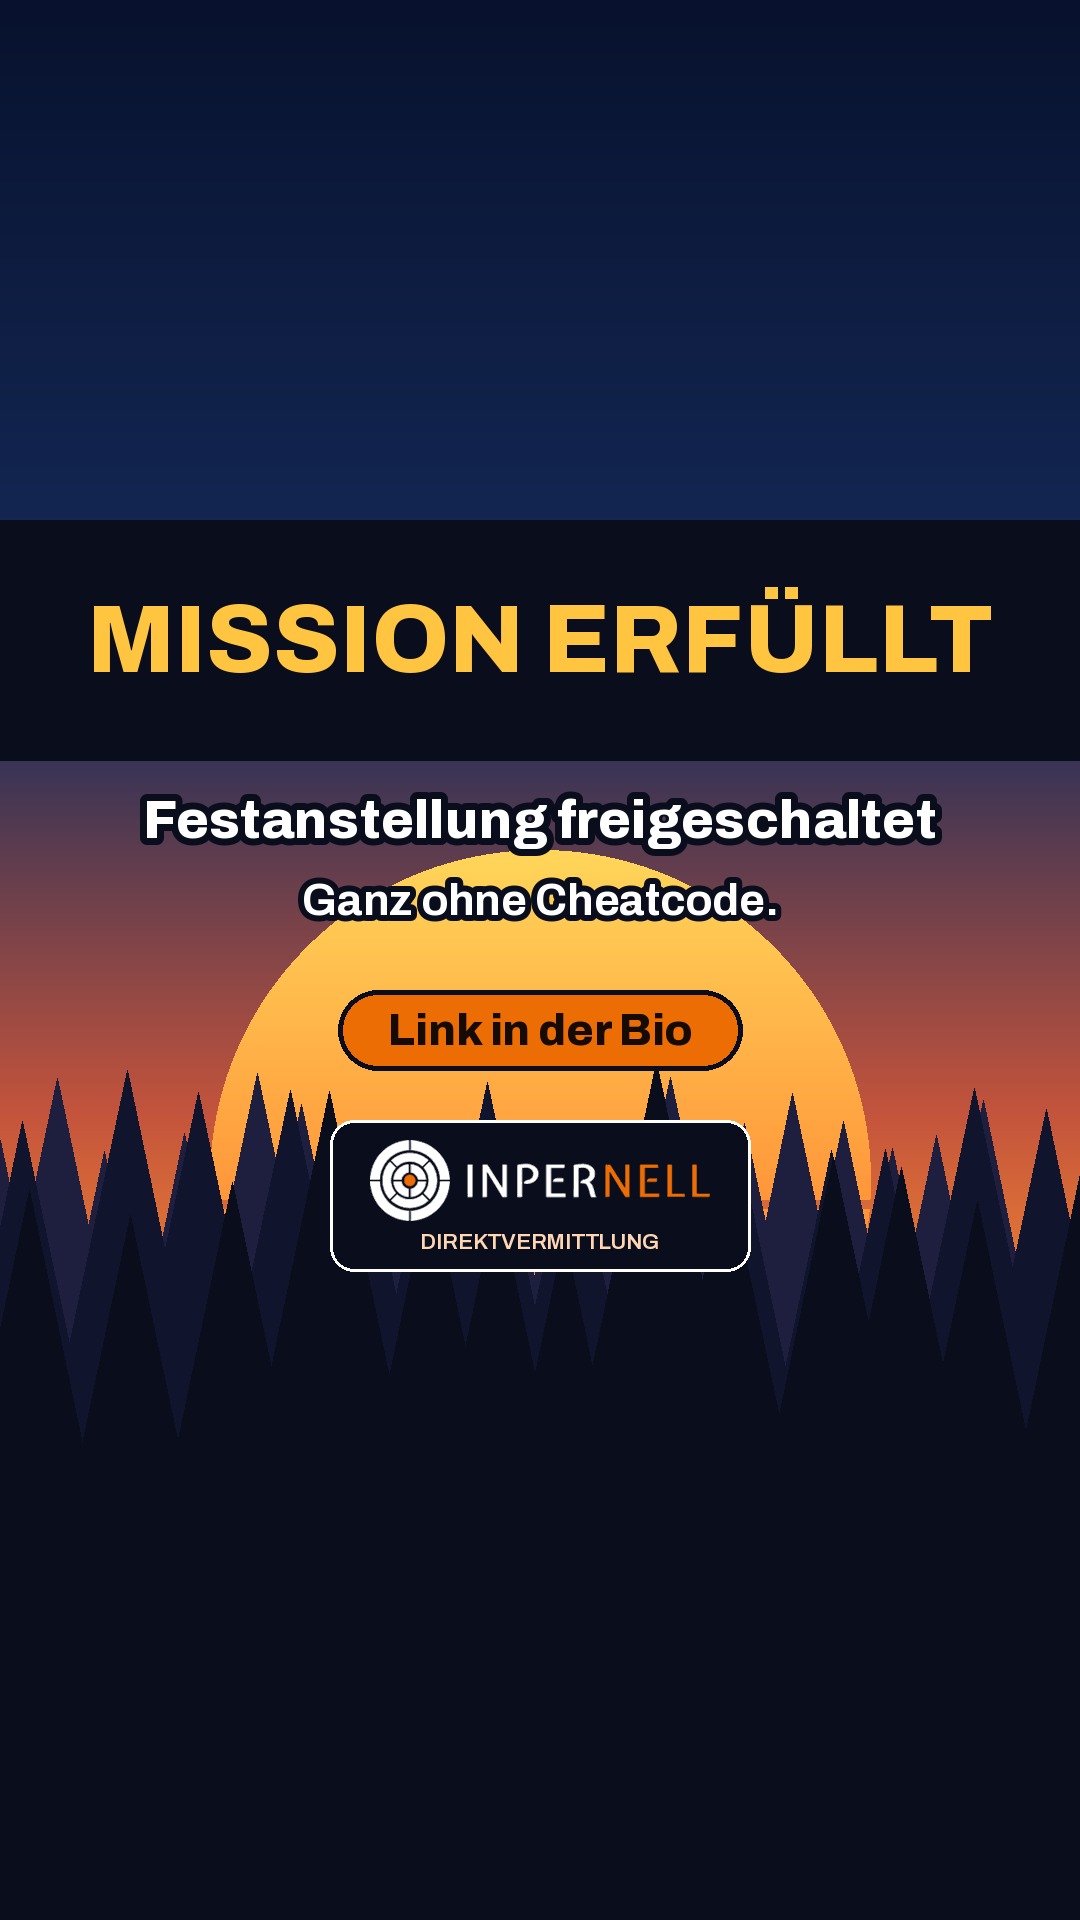 MISSION ERFÜLLT
Festanstellung freigeschaltet
Ganz ohne Cheatcode.
Link in der Bio
INPERNELL
DIREKTVERMITTLUNG